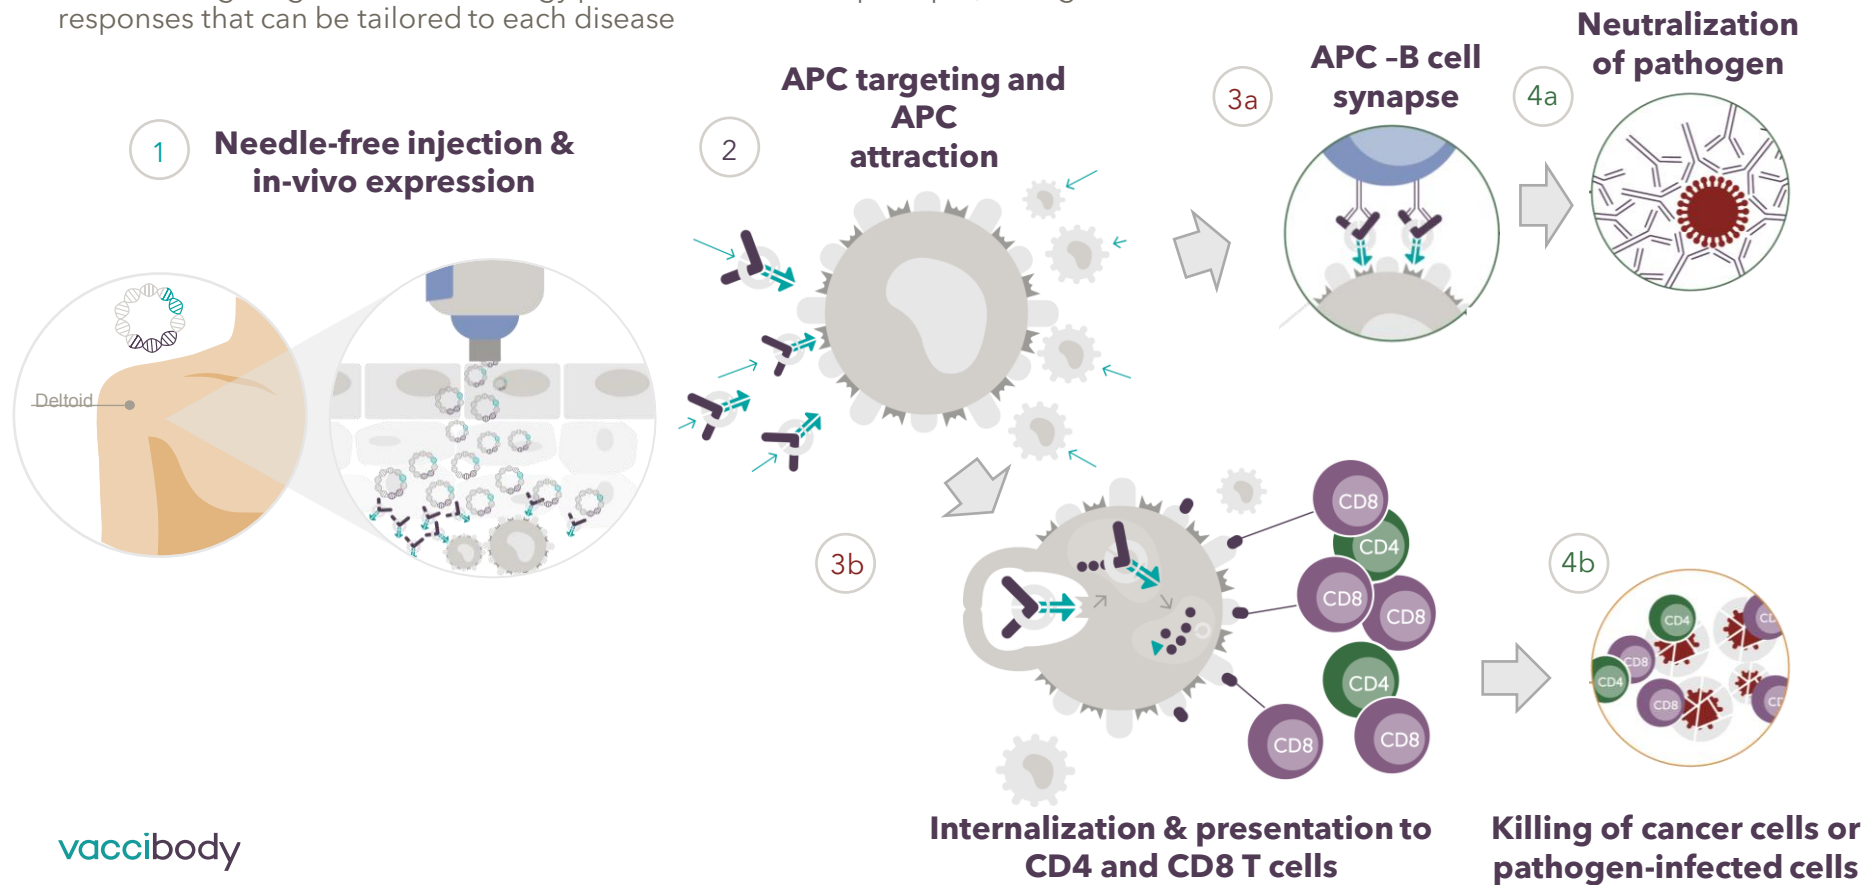 responses that can be tailored to each disease
1
Needle-free injection &
in-vivo expression
Deltoid
2
APC targeting and
APC
attraction
3a
APC –B cell
synapse
4a
Neutralization
of pathogen
3b
CD8
CD4
CD8
CD8
CD4
CD8
CD8
Internalization & presentation to
CD4 and CD8 T cells
4b
CD4
CD8
CD4
CD8
Killing of cancer cells or
pathogen-infected cells
vaccibody